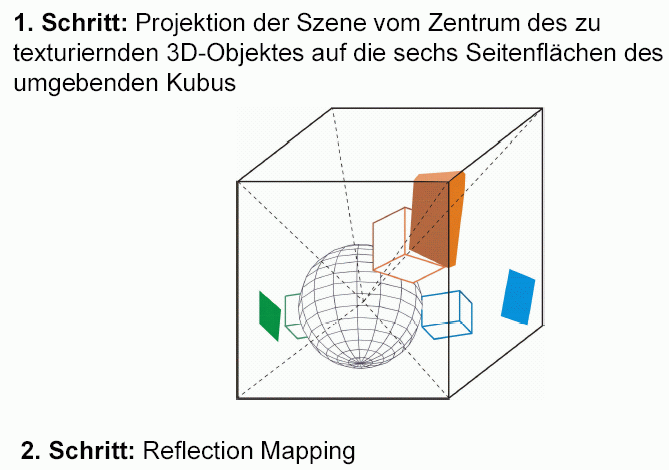 1. Schritt: Projektion der Szene vom Zentrum des zu
texturiernden 3D-Objektes auf die sechs Seitenflächen des
umgebenden Kubus
2. Schritt: Reflection Mapping